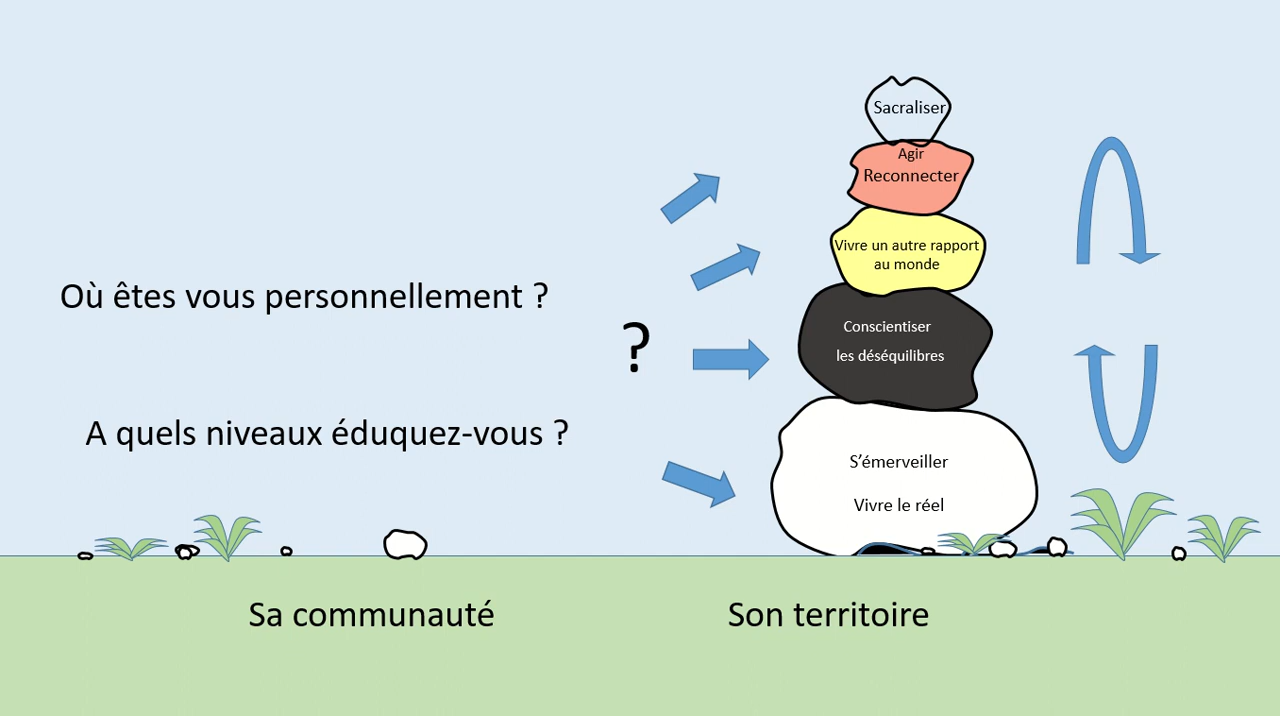 Sacraliser
Agir
Reconnecter
Vivre un autre rapport
au monde
Où êtes vous personnellement ?
?
Conscientiser
les déséquilibres
A quels niveaux éduquez-vous ?
S’émerveiller
Vivre le réel
Sa communauté
Son territoire